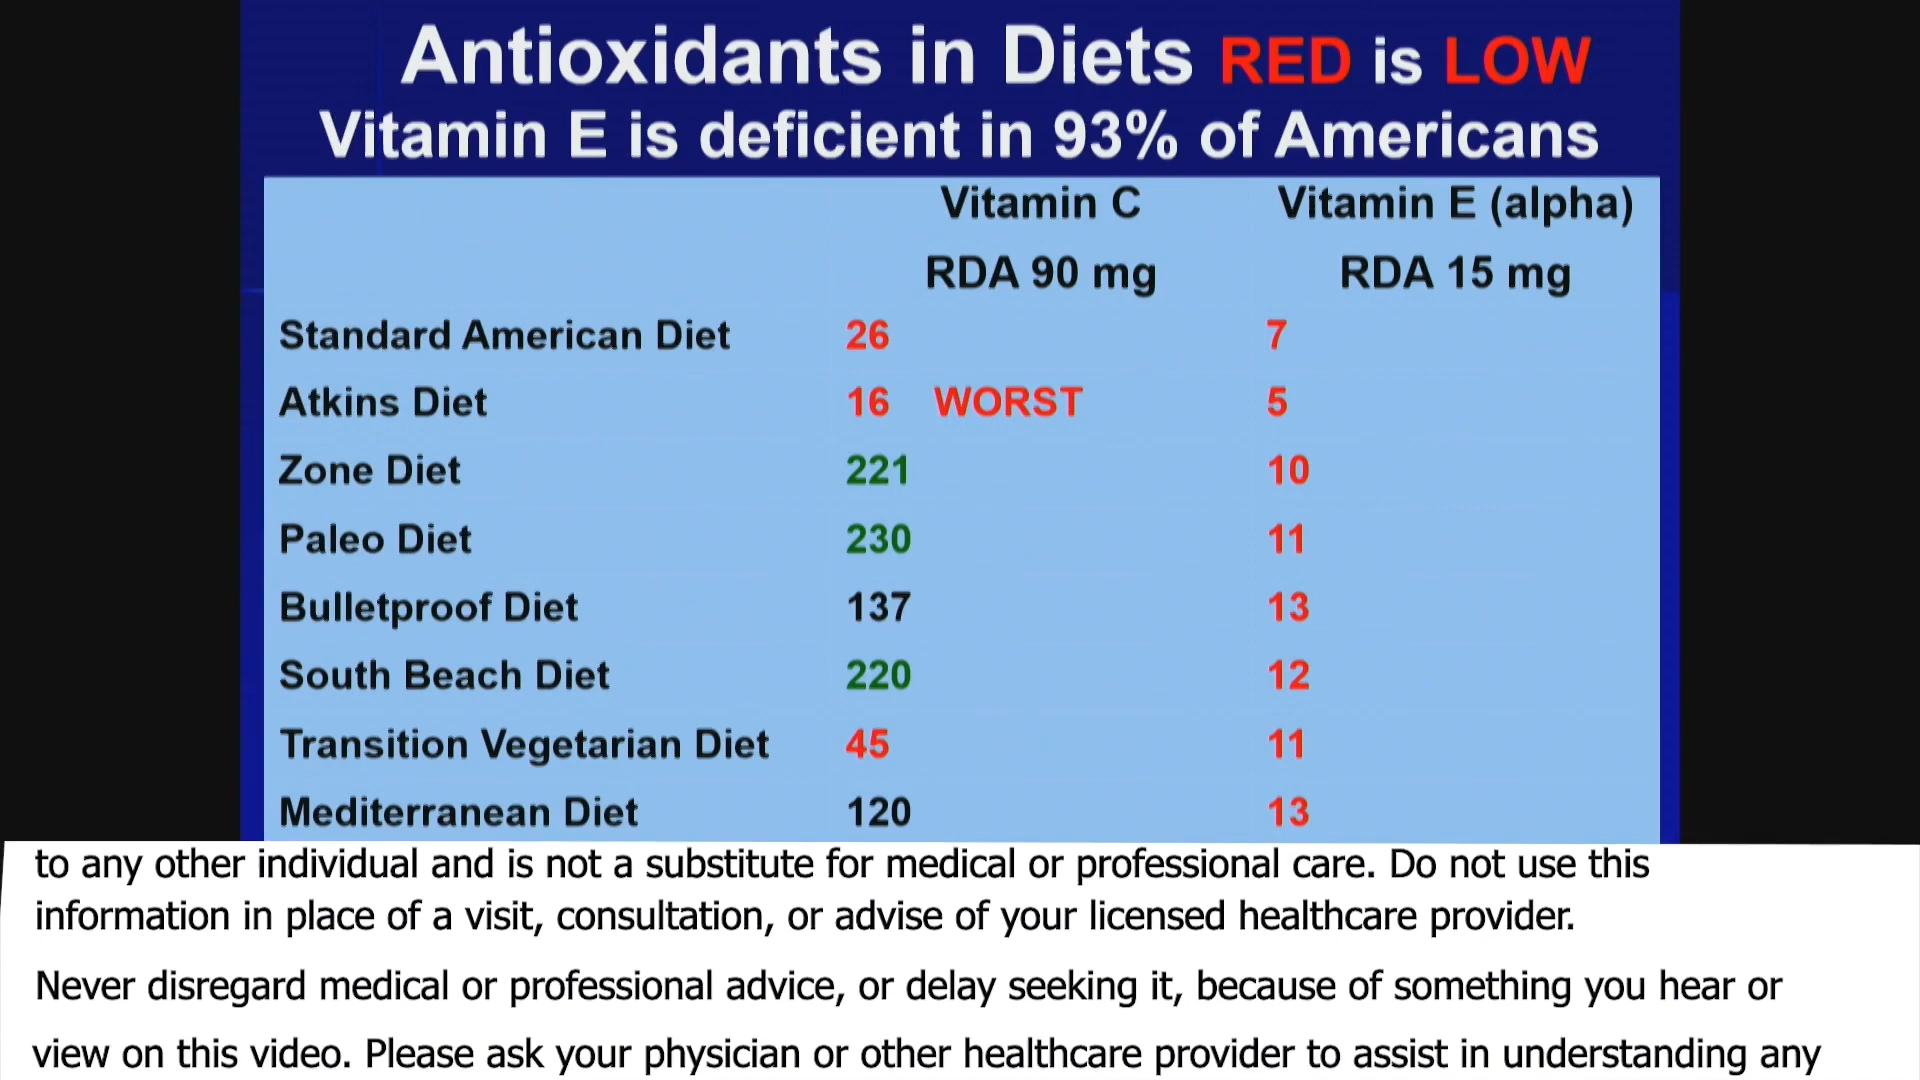 Antioxidants in Diets RED is LOW
Vitamin E is deficient in 93% of Americans
Vitamin C Vitamin E (alpha)
RDA 90 mg RDA 15 mg
Standard American Diet 26 7
Atkins Diet 16 WORST 5
Zone Diet 221 10
Paleo Diet 230 11
Bulletproof Diet 137 13
South Beach Diet 220 12
Transition Vegetarian Diet 45 11
Mediterranean Diet 120 13
to any other individual and is not a substitute for medical or professional care. Do not use this
information in place of a visit, consultation, or advise of your licensed healthcare provider.
Never disregard medical or professional advice, or delay seeking it, because of something you hear or
view on this video. Please ask your physician or other healthcare provider to assist in understanding any